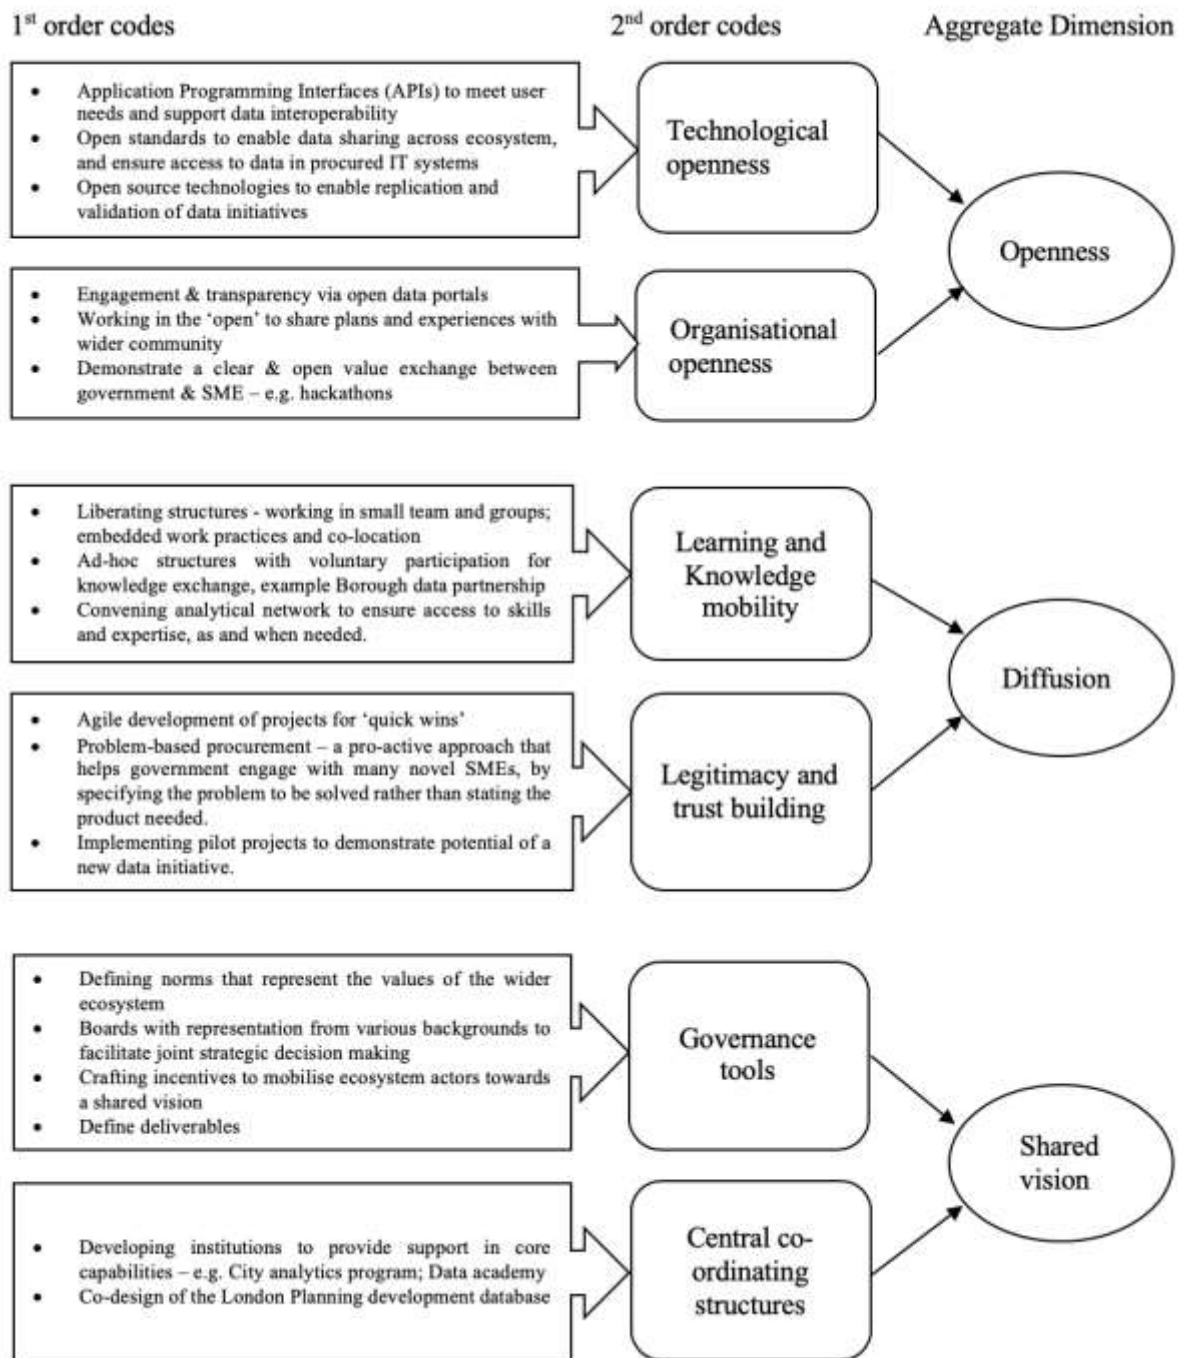 1st order codes
2nd order codes
Aggregate Dimension
• Application Programming Interfaces (APIs) to meet user
needs and support data interoperability
• Open standards to enable data sharing across ecosystem,
and ensure access to data in procured IT systems
• Open source technologies to enable replication and
validation of data initiatives
Technological
openness
• Engagement & transparency via open data portals
• Working in the ‘open’ to share plans and experiences with
wider community
• Demonstrate a clear & open value exchange between
government & SME – e.g. hackathons
Organisational
openness
Openness
• Liberating structures - working in small team and groups;
embedded work practices and co-location
• Ad-hoc structures with voluntary participation for
knowledge exchange, example Borough data partnership
• Convening analytical network to ensure access to skills
and expertise, as and when needed.
Learning and
Knowledge
mobility
• Agile development of projects for ‘quick wins’
• Problem-based procurement – a pro-active approach that
helps government engage with many novel SMEs, by
specifying the problem to be solved rather than stating the
product needed.
• Implementing pilot projects to demonstrate potential of a
new data initiative.
Legitimacy and
trust building
Diffusion
• Defining norms that represent the values of the wider
ecosystem
• Boards with representation from various backgrounds to
facilitate joint strategic decision making
• Crafting incentives to mobilise ecosystem actors towards
a shared vision
• Define deliverables
Governance
tools
• Developing institutions to provide support in core
capabilities – e.g. City analytics program; Data academy
• Co-design of the London Planning development database
Central co-
ordinating
structures
Shared
vision